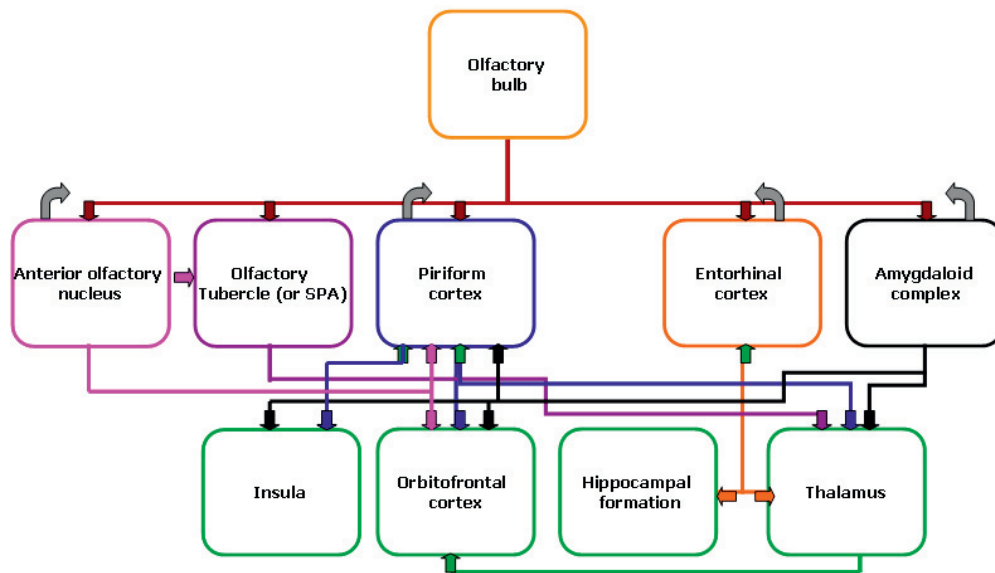 Olfactory
bulb
Anterior olfactory
nucleus
Olfactory
Tubercle (or SPA)
Piriform
cortex
Entorhinal
cortex
Amygdaloid
complex
Insula
Orbitofrontal
cortex
Hippocampal
formation
Thalamus